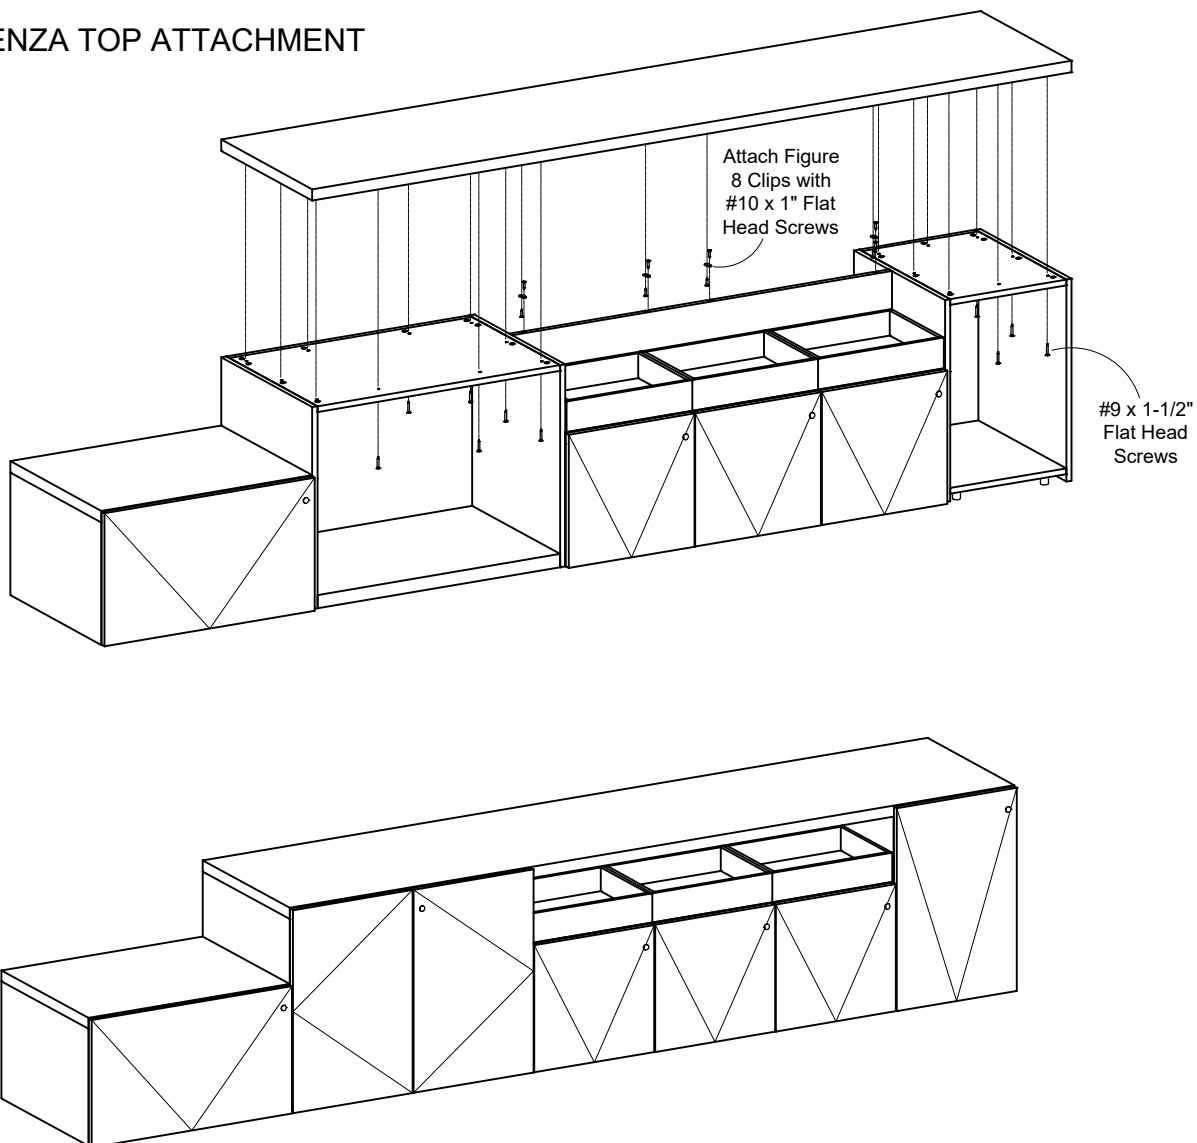 ENZA TOP ATTACHMENT
Attach Figure
8 Clips with
#10 x 1" Flat
Head Screws
#9 x 1-1/2"
Flat Head
Screws